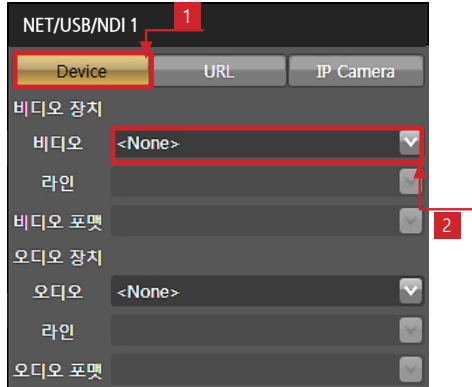 NET/USB/NDI 1
1
Device URL IP Camera
비디오 장치
비디오 <None>
라인
비디오 포맷
2
오디오 장치
오디오 <None>
라인
오디오 포맷